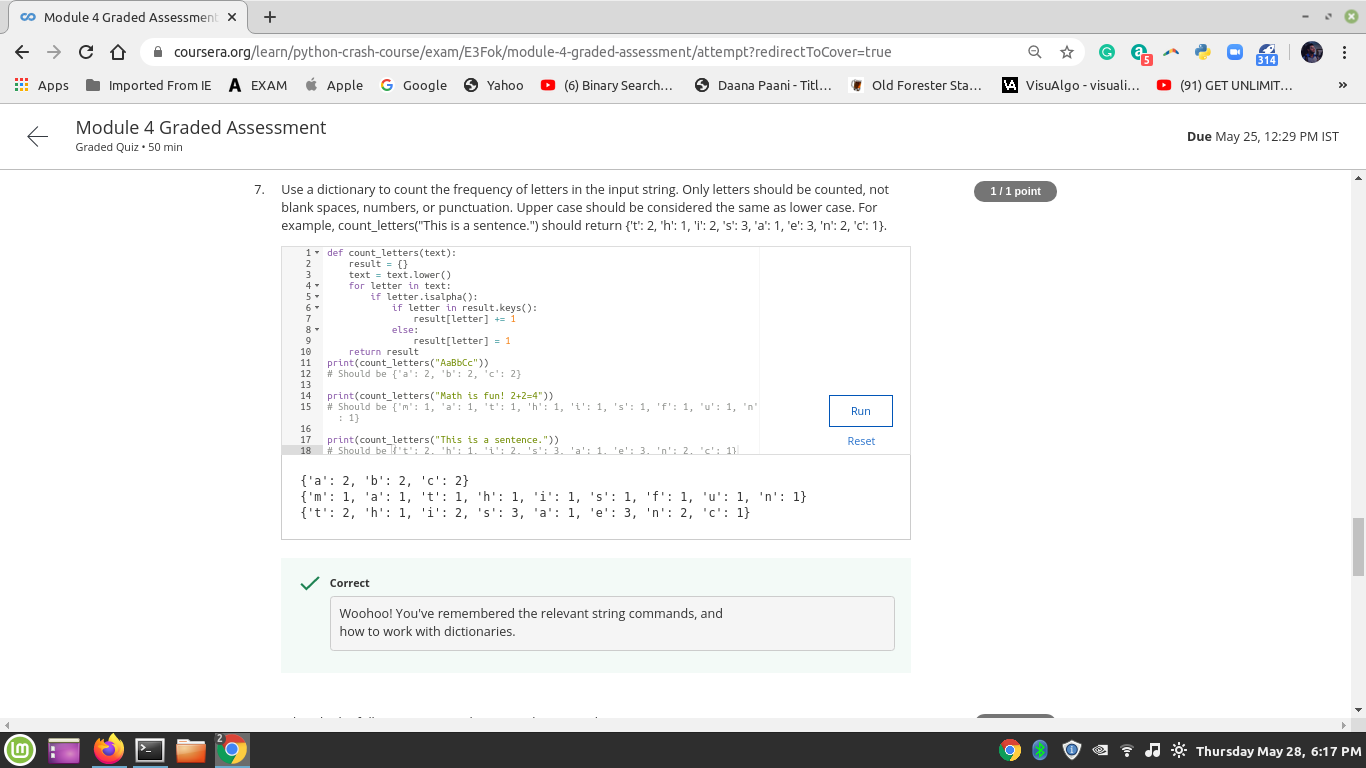 Module 4 Graded Assessment
coursera.org/learn/python-crash-course/exam/E3Fok/module-4-graded-assessment/attempt?redirectToCover=true
5
314
Apps Imported From IE EXAM Apple Google Yahoo (6) Binary Search... Daana Paani - Titl... Old Forester Sta... VisuAlgo - visuali... (91) GET UNLIMIT... »
Module 4 Graded Assessment
Graded Quiz • 50 min
Due May 25, 12:29 PM IST
7. Use a dictionary to count the frequency of letters in the input string. Only letters should be counted, not
blank spaces, numbers, or punctuation. Upper case should be considered the same as lower case. For
example, count_letters("This is a sentence.") should return {'t': 2, 'h': 1, 'i': 2, 's': 3, 'a': 1, 'e': 3, 'n': 2, 'c': 1}.
1 / 1 point
1 def count_letters(text):
2 result = {}
3 text = text.lower()
4 for letter in text:
5 if letter.isalpha():
6 if letter in result.keys():
7 result[letter] += 1
8 else:
9 result[letter] = 1
10 return result
11 print(count_letters("AaBbCc"))
12 # Should be {'a': 2, 'b': 2, 'c': 2}
13
14 print(count_letters("Math is fun! 2+2=4"))
15 # Should be {'m': 1, 'a': 1, 't': 1, 'h': 1, 'i': 1, 's': 1, 'f': 1, 'u': 1, 'n'
: 1}
16
17 print(count_letters("This is a sentence."))
18 # Should be {'t': 2, 'h': 1, 'i': 2, 's': 3, 'a': 1, 'e': 3, 'n': 2, 'c': 1}
Run
Reset
{'a': 2, 'b': 2, 'c': 2}
{'m': 1, 'a': 1, 't': 1, 'h': 1, 'i': 1, 's': 1, 'f': 1, 'u': 1, 'n': 1}
{'t': 2, 'h': 1, 'i': 2, 's': 3, 'a': 1, 'e': 3, 'n': 2, 'c': 1}
Correct
Woohoo! You've remembered the relevant string commands, and
how to work with dictionaries.
2
Thursday May 28, 6:17 PM